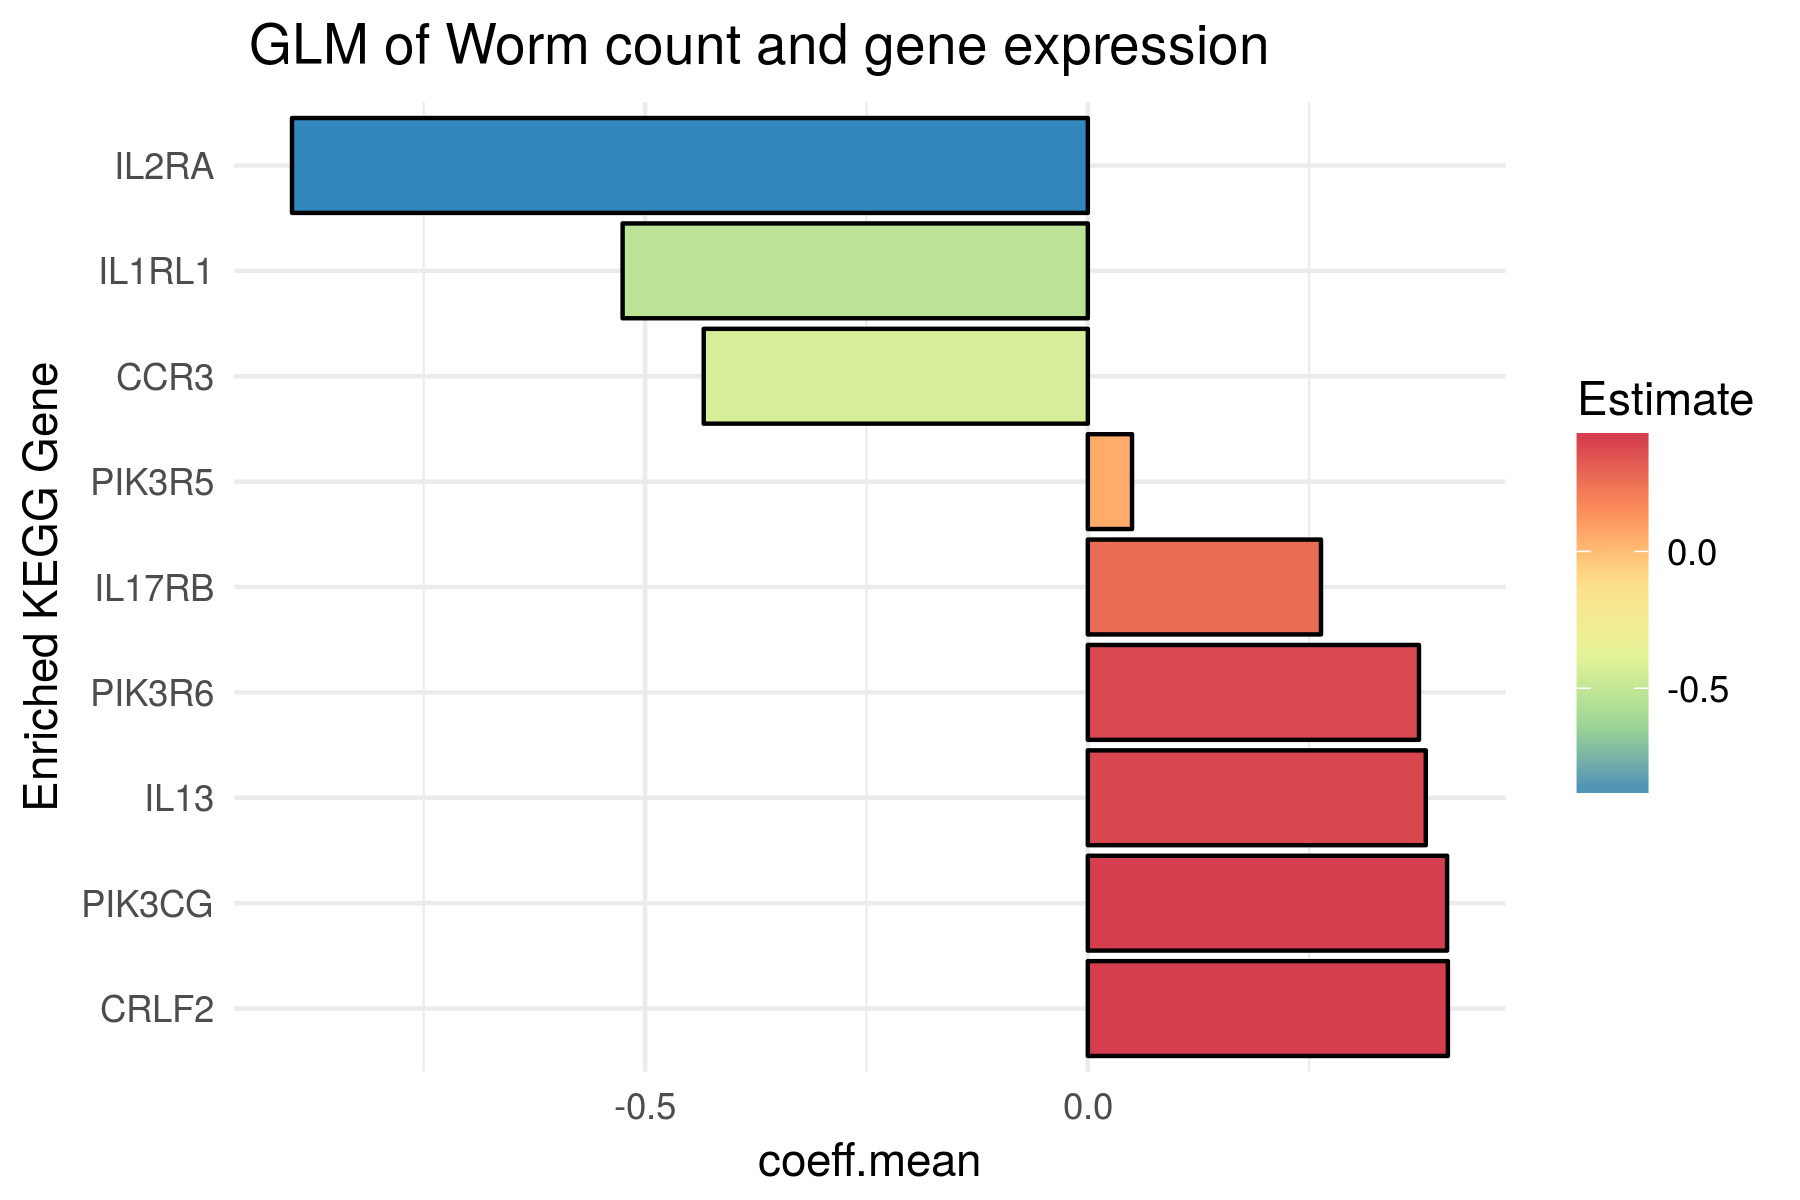 GLM of Worm count and gene expression
Enriched KEGG Gene
IL2RA
IL1RL1
CCR3
PIK3R5
IL17RB
PIK3R6
IL13
PIK3CG
CRLF2
-0.5
0.0
coeff.mean
Estimate
0.0
-0.5